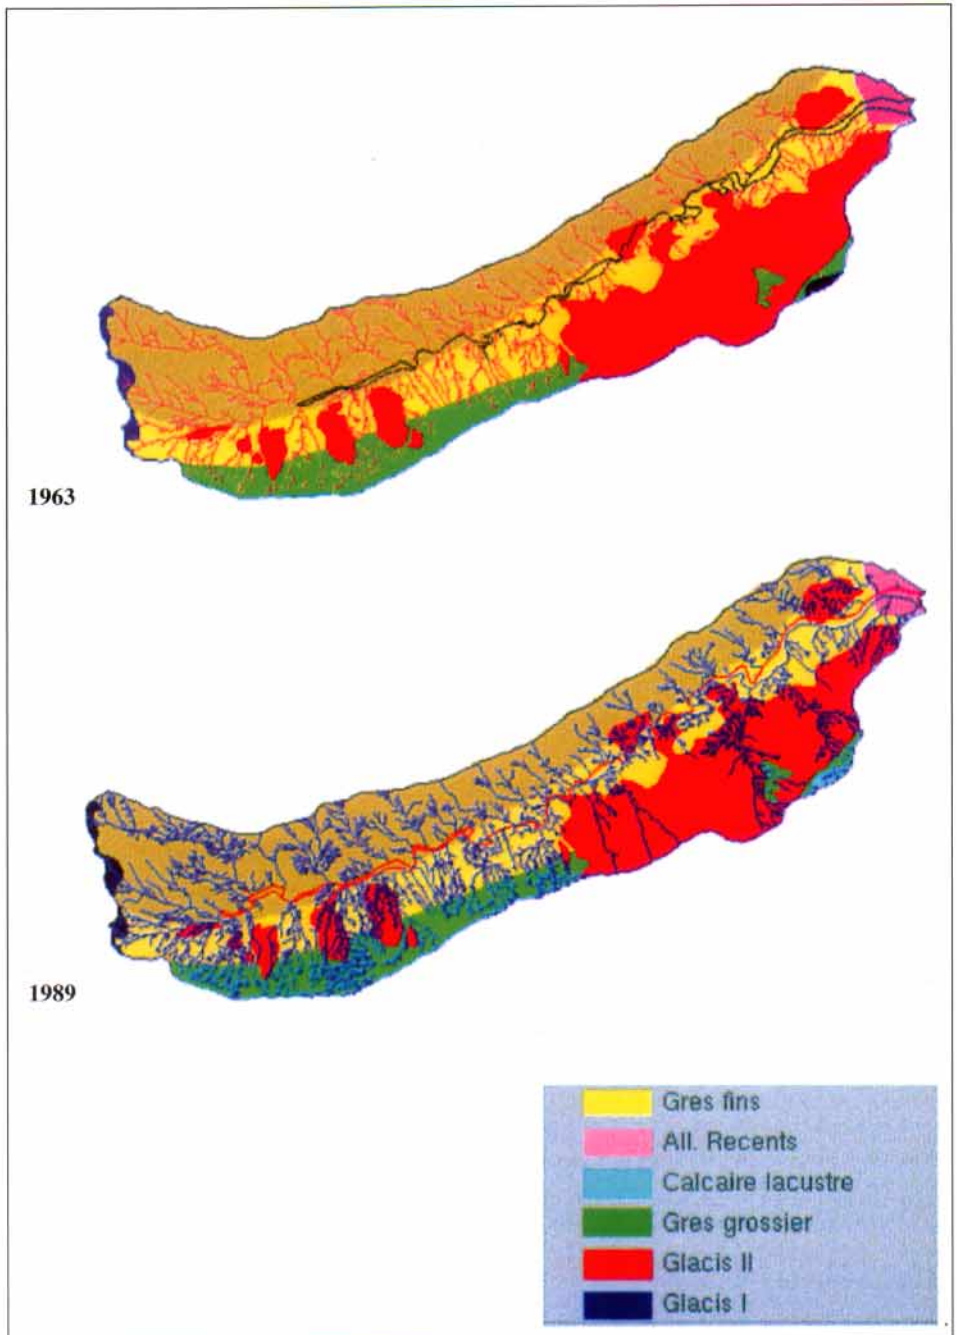 1963
1989
Gres fins
All. Recents
Calcaire lacustre
Gres grossier
Glacis II
Glacis I